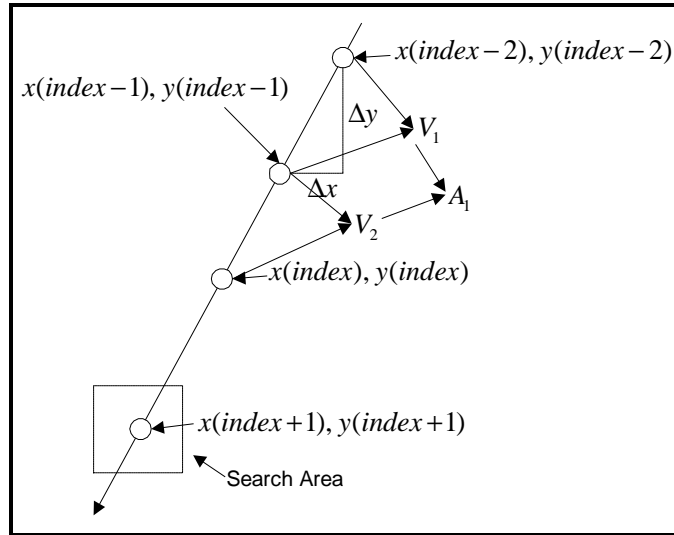 x(index−2), y(index−2)
x(index−1), y(index−1)
Δy
V₁
Δx
A₁
V₂
x(index), y(index)
x(index+1), y(index+1)
Search Area